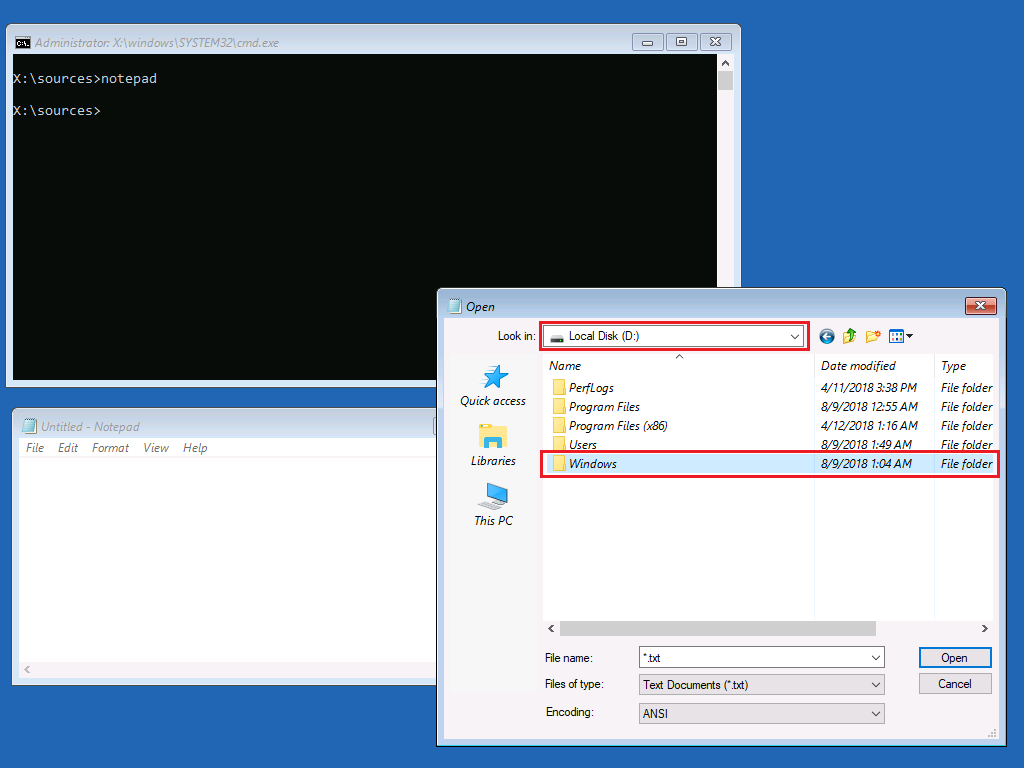 Administrator: X:\windows\SYSTEM32\cmd.exe
X:\sources>notepad
X:\sources>
Untitled - Notepad
File Edit Format View Help
Open
Look in: Local Disk (D:)
Quick access
Libraries
This PC
Name Date modified Type
PerfLogs 4/11/2018 3:38 PM File folder
Program Files 8/9/2018 12:55 AM File folder
Program Files (x86) 4/12/2018 1:16 AM File folder
Users 8/9/2018 1:49 AM File folder
Windows 8/9/2018 1:04 AM File folder
File name: *.txt Open
Files of type: Text Documents (*.txt) Cancel
Encoding: ANSI